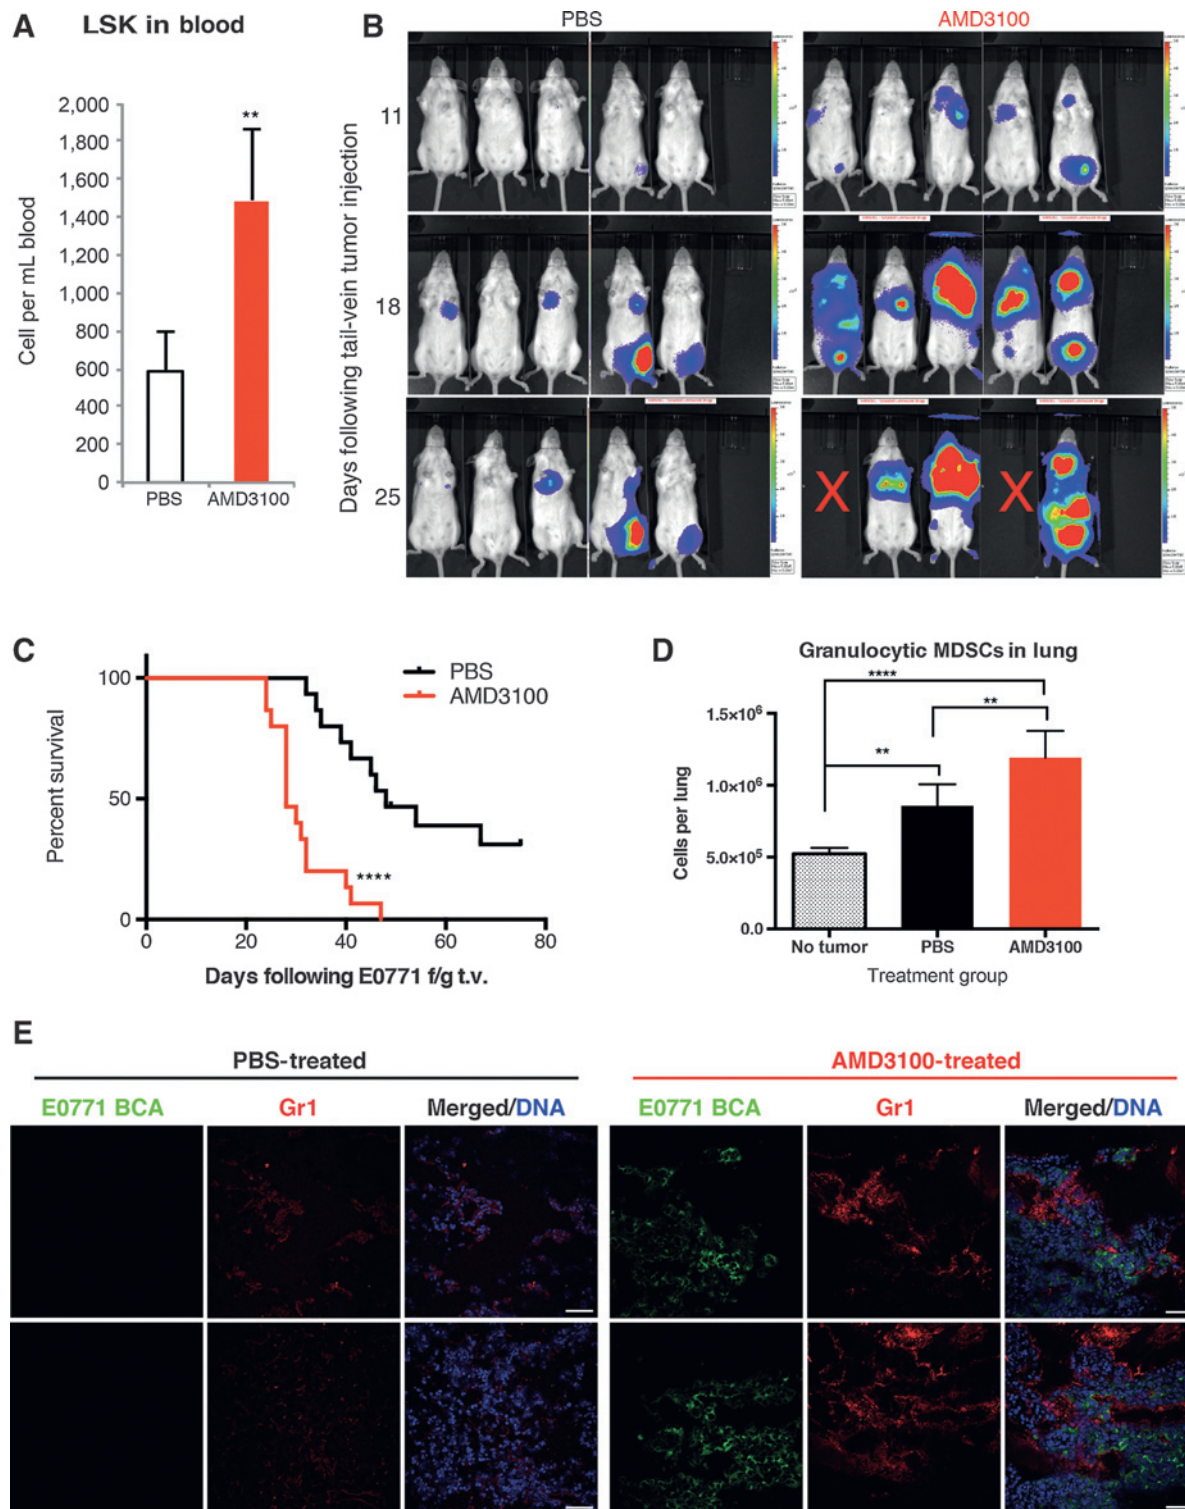 A
LSK in blood
Cell per mL blood
2,000
1,800
1,600
1,400
1,200
1,000
800
600
400
200
0
**
PBS
AMD3100
B
PBS
AMD3100
Days following tail-vein tumor injection
11
18
25
X
X
C
Percent survival
100
50
0
PBS
AMD3100
****
0
20
40
60
80
Days following E0771 f/g t.v.
D
Granulocytic MDSCs in lung
Cells per lung
1.5×10⁶
1.0×10⁶
5.0×10⁵
0.0
****
**
**
No tumor
PBS
AMD3100
Treatment group
E
PBS-treated
AMD3100-treated
E0771 BCA
Gr1
Merged/DNA
E0771 BCA
Gr1
Merged/DNA